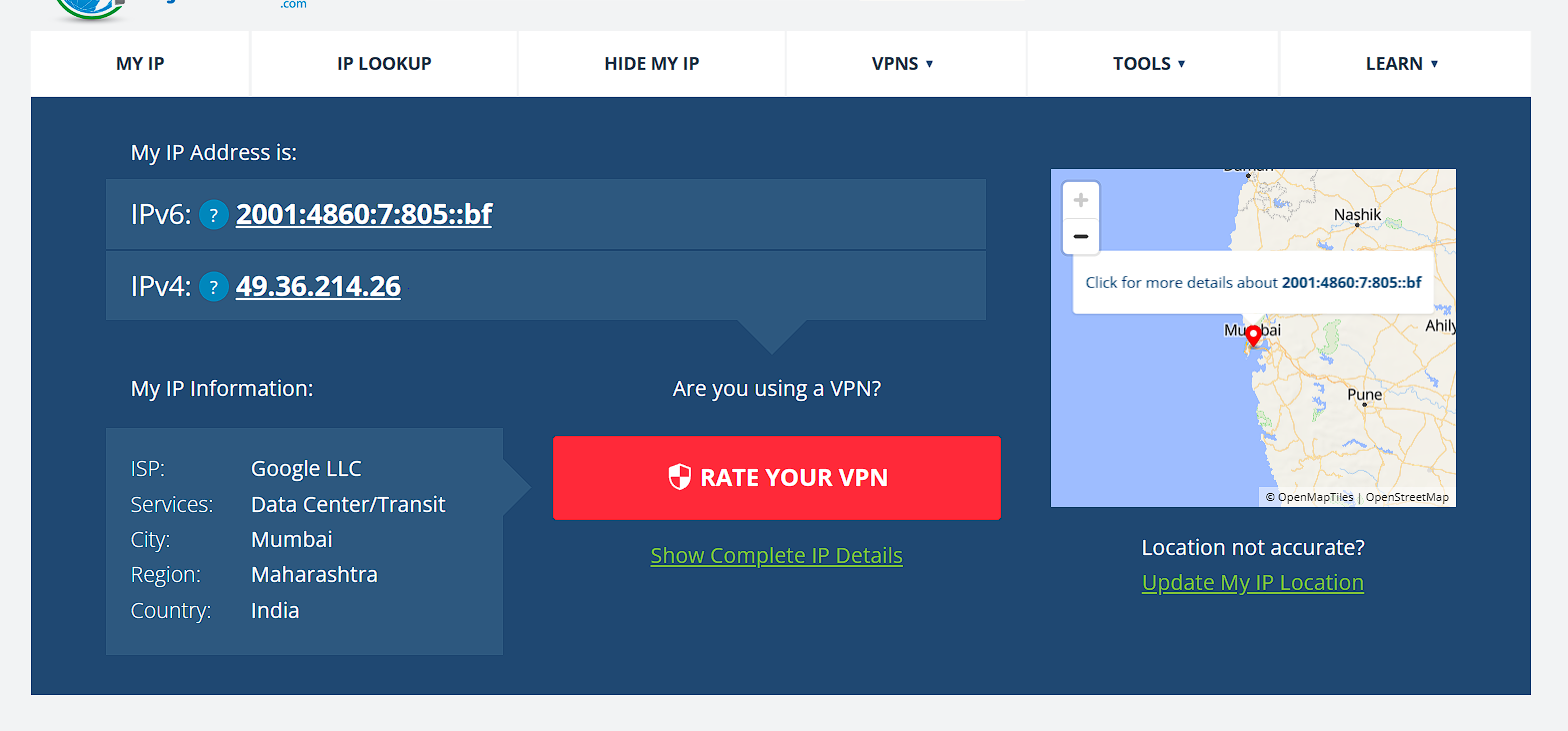 .com
MY IP
IP LOOKUP
HIDE MY IP
VPNS ▼
TOOLS ▼
LEARN ▼
My IP Address is:
IPv6: ? 2001:4860:7:805::bf
IPv4: ? 49.36.214.26
My IP Information:
ISP: Google LLC
Services: Data Center/Transit
City: Mumbai
Region: Maharashtra
Country: India
Are you using a VPN?
RATE YOUR VPN
Show Complete IP Details
+
−
Nashik
Click for more details about 2001:4860:7:805::bf
Mumbai
Pune
© OpenMapTiles | OpenStreetMap
Location not accurate?
Update My IP Location